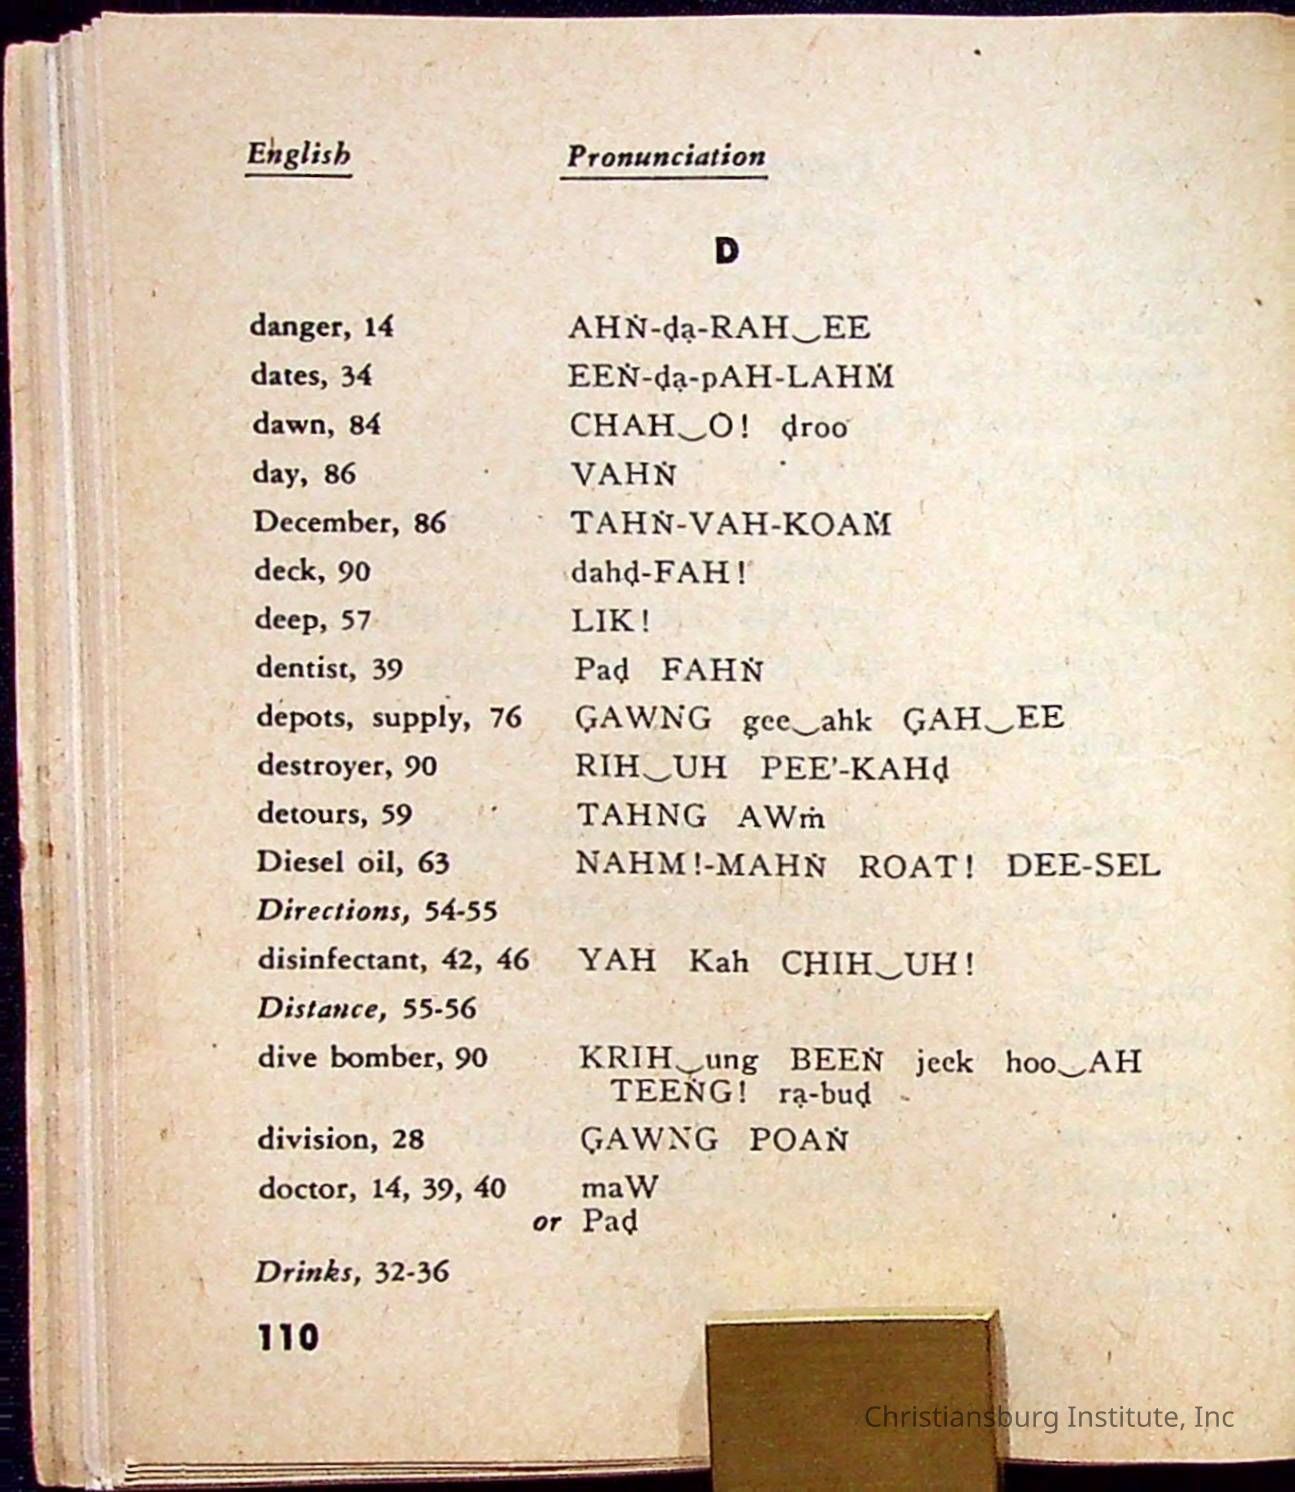 English Pronunciation
D
danger, 14 AHṄ-ḍạ-RAH‿EE
dates, 34 EEṄ-ḍạ-pAH-LAHṀ
dawn, 84 CHAH‿O! ḍroo
day, 86 VAHṄ
December, 86 TAHṄ-VAH-KOAṀ
deck, 90 dahḍ-FAH!
deep, 57 LIK!
dentist, 39 Paḍ FAHṄ
depots, supply, 76 G̣AWṄG gee‿ahk G̣AH‿EE
destroyer, 90 RIH‿UH PEE'-KAHḍ
detours, 59 TAHNG AWṁ
Diesel oil, 63 NAHM!-MAHṄ ROAT! DEE-SEL
Directions, 54-55
disinfectant, 42, 46 YAH Kah CHIH‿UH!
Distance, 55-56
dive bomber, 90 KRIH‿ung BEEṄ jeek hoo‿AH
TEEṄG! rạ-buḍ
division, 28 G̣AWNG POAṄ
doctor, 14, 39, 40 maW
or Paḍ
Drinks, 32-36
110
Christiansburg Institute, Inc